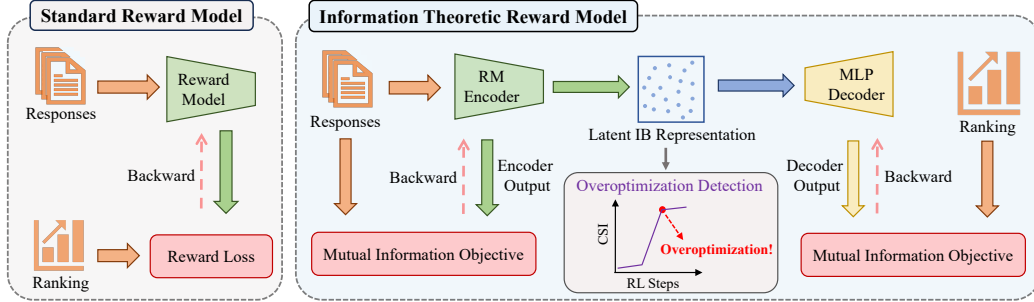 Standard Reward Model
Responses
Reward
Model
Backward
Ranking
Reward Loss
Information Theoretic Reward Model
Responses
RM
Encoder
Latent IB Representation
MLP
Decoder
Ranking
Backward
Encoder
Output
Mutual Information Objective
Overoptimization Detection
CSI
Overoptimization!
RL Steps
Decoder
Output
Backward
Mutual Information Objective